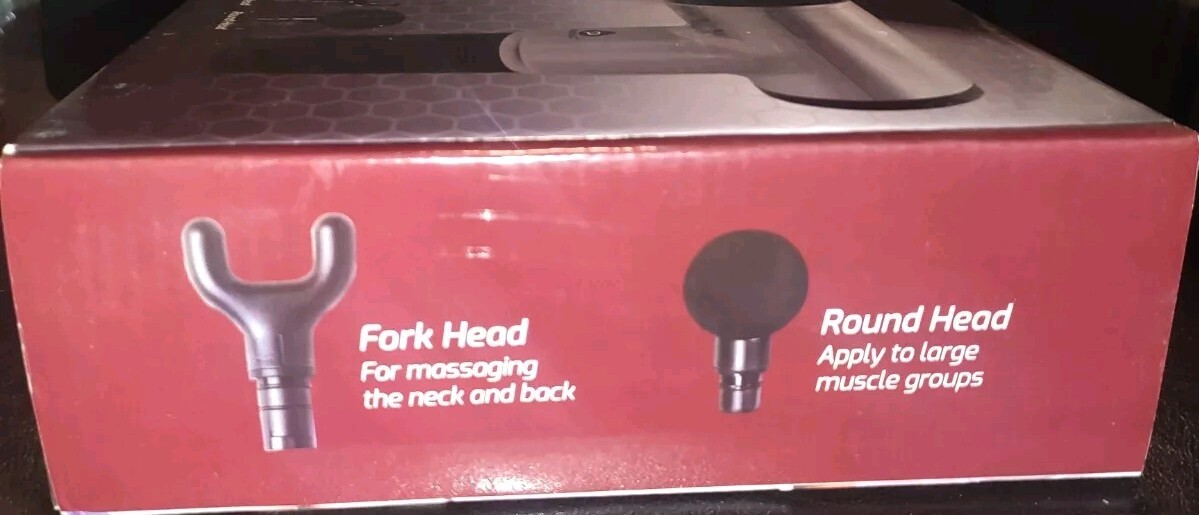 Fork Head
For massaging
the neck and back
Round Head
Apply to large
muscle groups